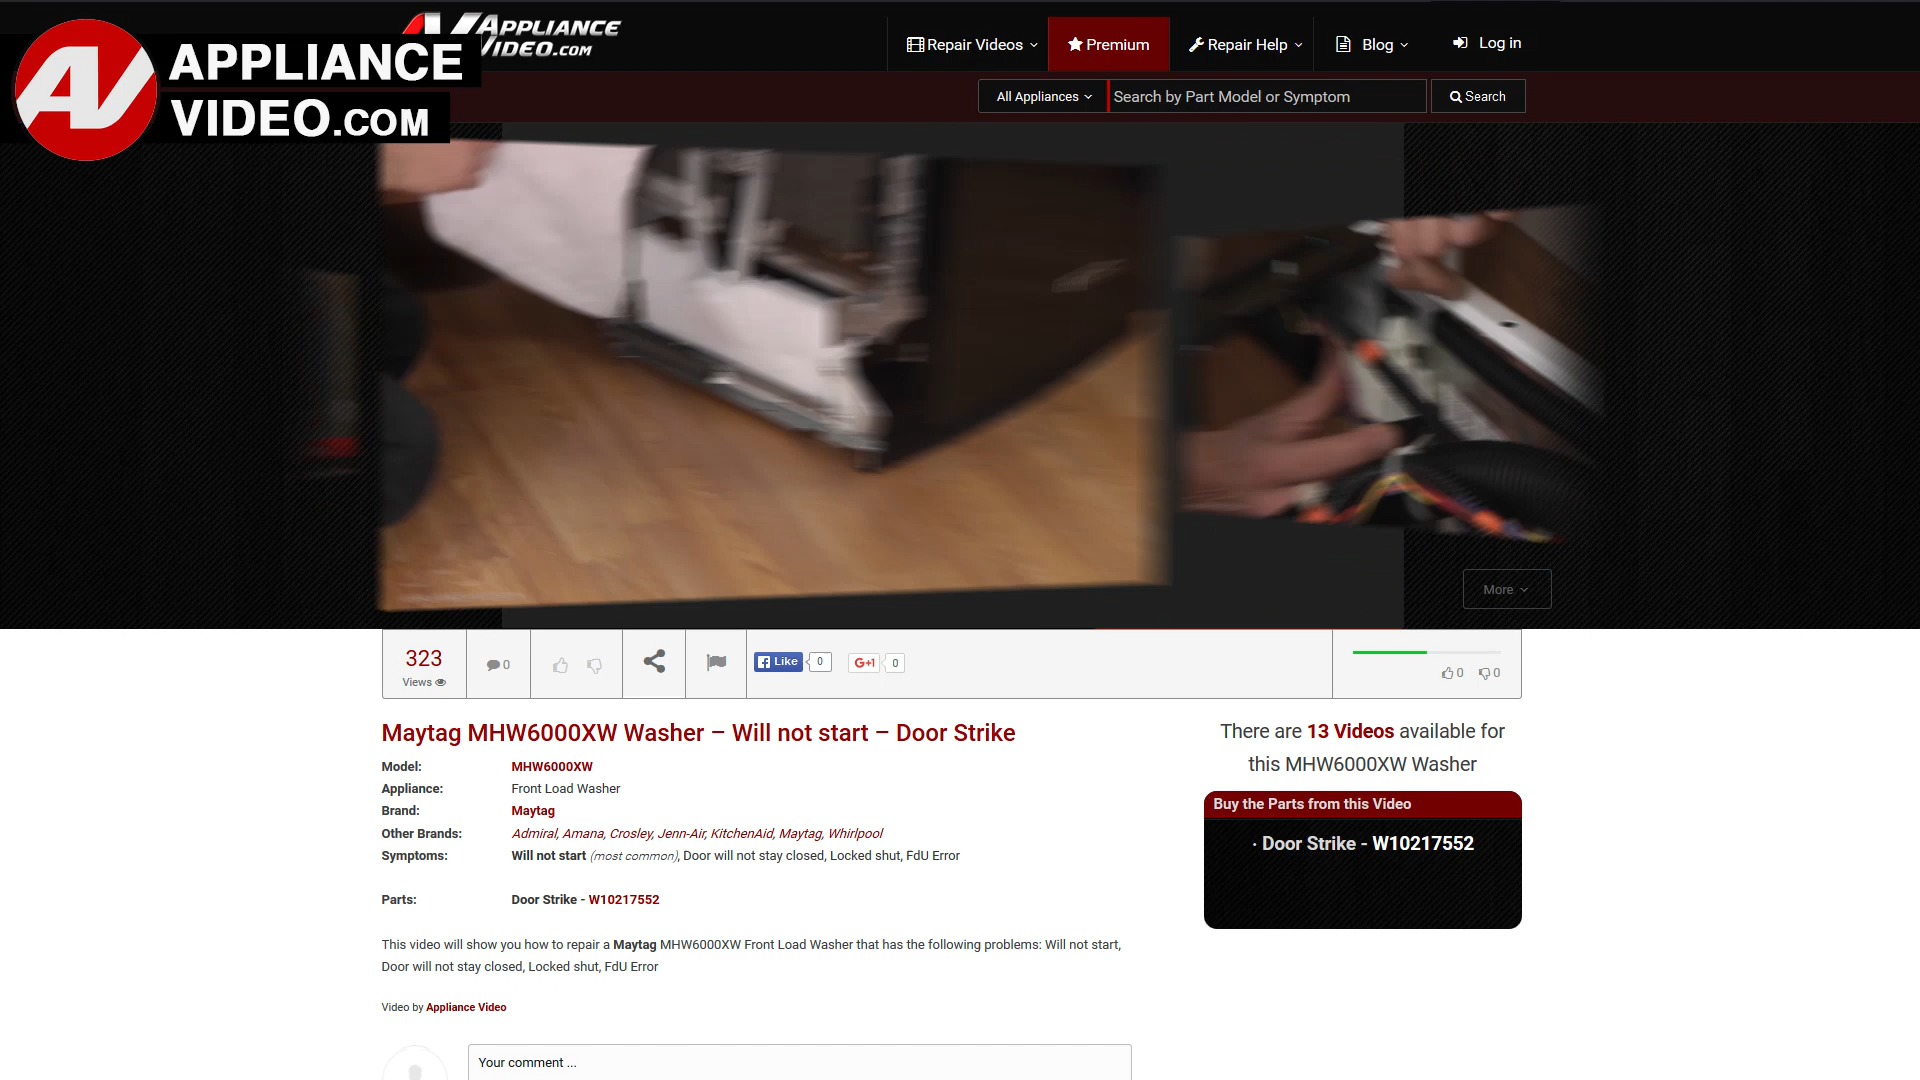 APPLIANCE
VIDEO.COM
APPLIANCE
VIDEO.COM
Repair Videos
Premium
Repair Help
Blog
Log in
All Appliances
Search by Part Model or Symptom
Search
More
323
Views
0
Like
0
G+1
0
0
0
Maytag MHW6000XW Washer – Will not start – Door Strike
Model: MHW6000XW
Appliance: Front Load Washer
Brand: Maytag
Other Brands: Admiral, Amana, Crosley, Jenn-Air, KitchenAid, Maytag, Whirlpool
Symptoms: Will not start (most common), Door will not stay closed, Locked shut, FdU Error
Parts: Door Strike - W10217552
This video will show you how to repair a Maytag MHW6000XW Front Load Washer that has the following problems: Will not start,
Door will not stay closed, Locked shut, FdU Error
Video by Appliance Video
Your comment ...
There are 13 Videos available for
this MHW6000XW Washer
Buy the Parts from this Video
· Door Strike - W10217552